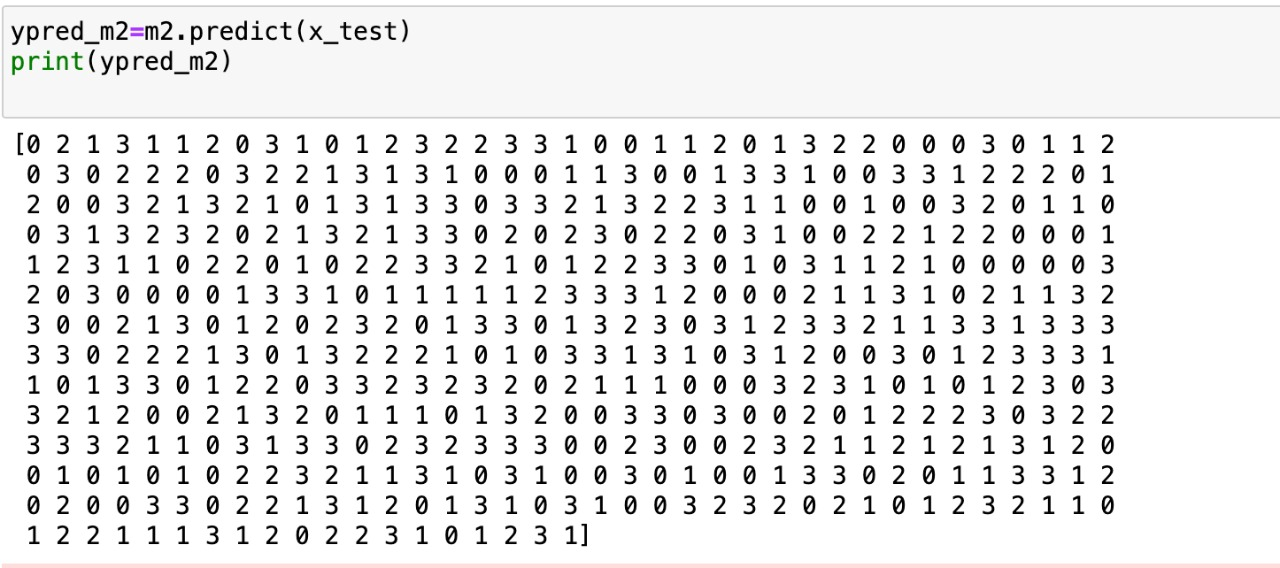 ypred_m2=m2.predict(x_test)
print(ypred_m2)
[0 2 1 3 1 1 2 0 3 1 0 1 2 3 2 2 3 3 1 0 0 1 1 2 0 1 3 2 2 0 0 0 3 0 1 1 2
0 3 0 2 2 2 0 3 2 2 1 3 1 3 1 0 0 0 1 1 3 0 0 1 3 3 1 0 0 3 3 1 2 2 2 0 1
2 0 0 3 2 1 3 2 1 0 1 3 1 3 3 0 3 3 2 1 3 2 2 3 1 1 0 0 1 0 0 3 2 0 1 1 0
0 3 1 3 2 3 2 0 2 1 3 2 1 3 3 0 2 0 2 3 0 2 2 0 3 1 0 0 2 2 1 2 2 0 0 0 1
1 2 3 1 1 0 2 2 0 1 0 2 2 3 3 2 1 0 1 2 2 3 3 0 1 0 3 1 1 2 1 0 0 0 0 0 3
2 0 3 0 0 0 0 1 3 3 1 0 1 1 1 1 1 2 3 3 3 1 2 0 0 0 2 1 1 3 1 0 2 1 1 3 2
3 0 0 2 1 3 0 1 2 0 2 3 2 0 1 3 3 0 1 3 2 3 0 3 1 2 3 3 2 1 1 3 3 1 3 3 3
3 3 0 2 2 2 1 3 0 1 3 2 2 2 1 0 1 0 3 3 1 3 1 0 3 1 2 0 0 3 0 1 2 3 3 3 1
1 0 1 3 3 0 1 2 2 0 3 3 2 3 2 3 2 0 2 1 1 1 0 0 0 3 2 3 1 0 1 0 1 2 3 0 3
3 2 1 2 0 0 2 1 3 2 0 1 1 1 0 1 3 2 0 0 3 3 0 3 0 0 2 0 1 2 2 2 3 0 3 2 2
3 3 3 2 1 1 0 3 1 3 3 0 2 3 2 3 3 3 0 0 2 3 0 0 2 3 2 1 1 2 1 2 1 3 1 2 0
0 1 0 1 0 1 0 2 2 3 2 1 1 3 1 0 3 1 0 0 3 0 1 0 0 1 3 3 0 2 0 1 1 3 3 1 2
0 2 0 0 3 3 0 2 2 1 3 1 2 0 1 3 1 0 3 1 0 0 3 2 3 2 0 2 1 0 1 2 3 2 1 1 0
1 2 2 1 1 1 3 1 2 0 2 2 3 1 0 1 2 3 1]